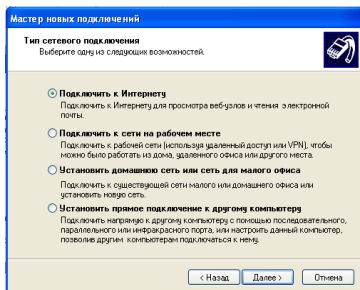 Мастер новых подключений
Тип сетевого подключения
Выберите одну из следующих возможностей.
Подключить к Интернету
Подключить к Интернету для просмотра веб-узлов и чтения электронной
почты.
Подключить к сети на рабочем месте
Подключить к рабочей сети (используя удаленный доступ или VPN), чтобы
можно было работать из дома, удаленного офиса или другого места.
Установить домашнюю сеть или сеть для малого офиса
Подключить к существующей сети малого или домашнего офиса или
установить новую сеть.
Установить прямое подключение к другому компьютеру
Подключить напрямую к другому компьютеру с помощью последовательного,
параллельного или инфракрасного порта, или настроить данный компьютер,
позволив другим компьютерам подключаться к нему.
< Назад Далее > Отмена